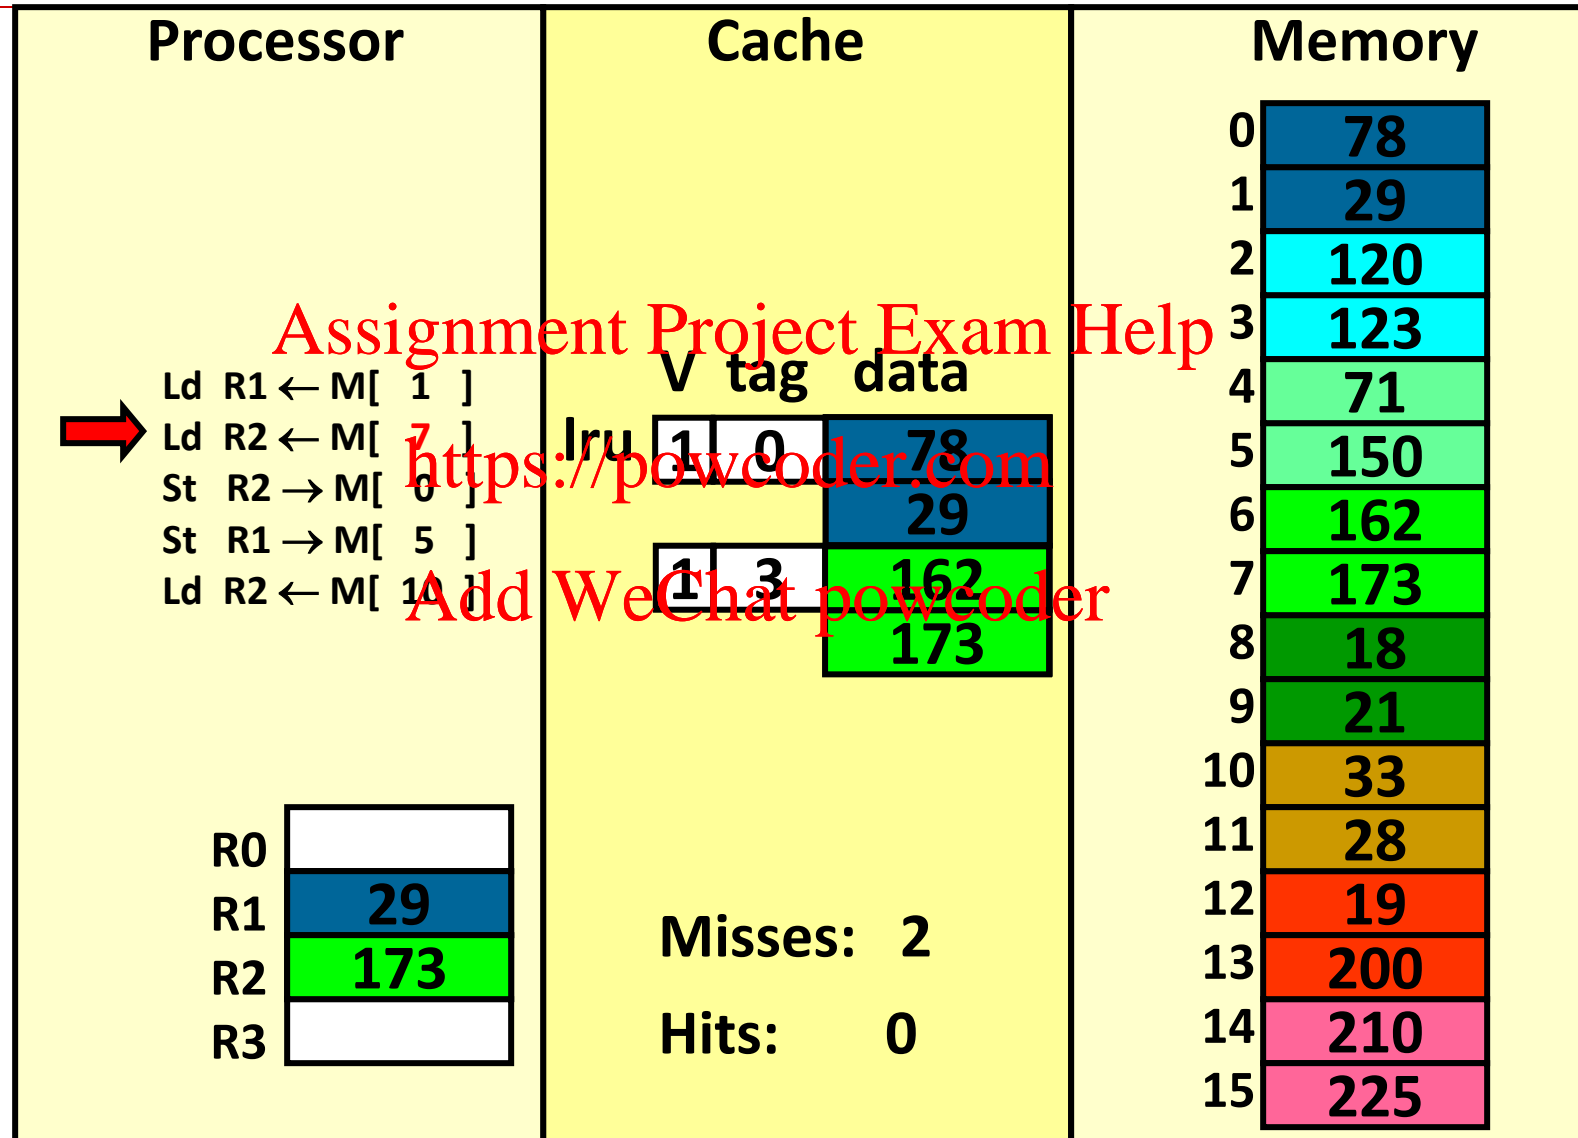 Processor
Cache
Memory
Assignment Project Exam Help
https://powcoder.com
Add WeChat powcoder
Ld R1 ← M[ 1 ]
Ld R2 ← M[ 7 ]
St R2 → M[ 0 ]
St R1 → M[ 5 ]
Ld R2 ← M[ 10 ]
R0
R1 29
R2 173
R3
V tag data
lru 1 0 78
29
1 3 162
173
Misses: 2
Hits: 0
0 78
1 29
2 120
3 123
4 71
5 150
6 162
7 173
8 18
9 21
10 33
11 28
12 19
13 200
14 210
15 225